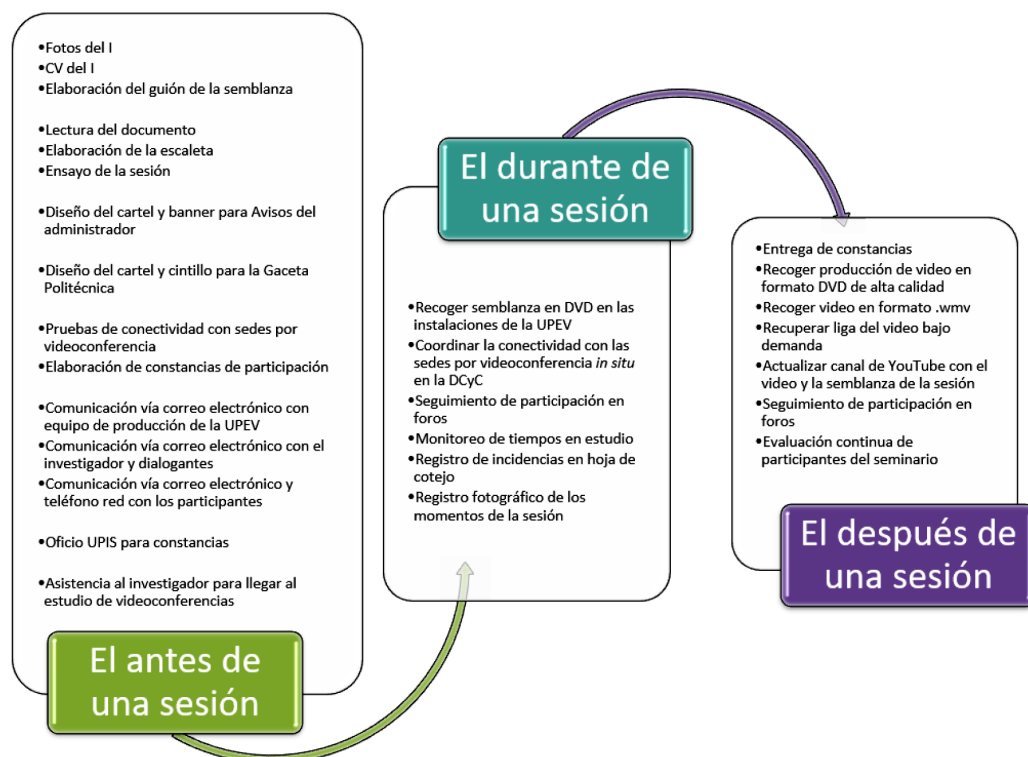 •Fotos del I
•CV del I
•Elaboración del guión de la semblanza
•Lectura del documento
•Elaboración de la escaleta
•Ensayo de la sesión
•Diseño del cartel y banner para Avisos del
administrador
•Diseño del cartel y cintillo para la Gaceta
Politécnica
•Pruebas de conectividad con sedes por
videoconferencia
•Elaboración de constancias de participación
•Comunicación vía correo electrónico con
equipo de producción de la UPEV
•Comunicación vía correo electrónico con el
investigador y dialogantes
•Comunicación vía correo electrónico y
teléfono red con los participantes
•Oficio UPIS para constancias
•Asistencia al investigador para llegar al
estudio de videoconferencias
El antes de
una sesión
El durante de
una sesión
•Recoger semblanza en DVD en las
instalaciones de la UPEV
•Coordinar la conectividad con las
sedes por videoconferencia in situ
en la DCyC
•Seguimiento de participación en
foros
•Monitoreo de tiempos en estudio
•Registro de incidencias en hoja de
cotejo
•Registro fotográfico de los
momentos de la sesión
•Entrega de constancias
•Recoger producción de video en
formato DVD de alta calidad
•Recoger video en formato .wmv
•Recuperar liga del video bajo
demanda
•Actualizar canal de YouTube con el
video y la semblanza de la sesión
•Seguimiento de participación en
foros
•Evaluación continua de
participantes del seminario
El después de
una sesión